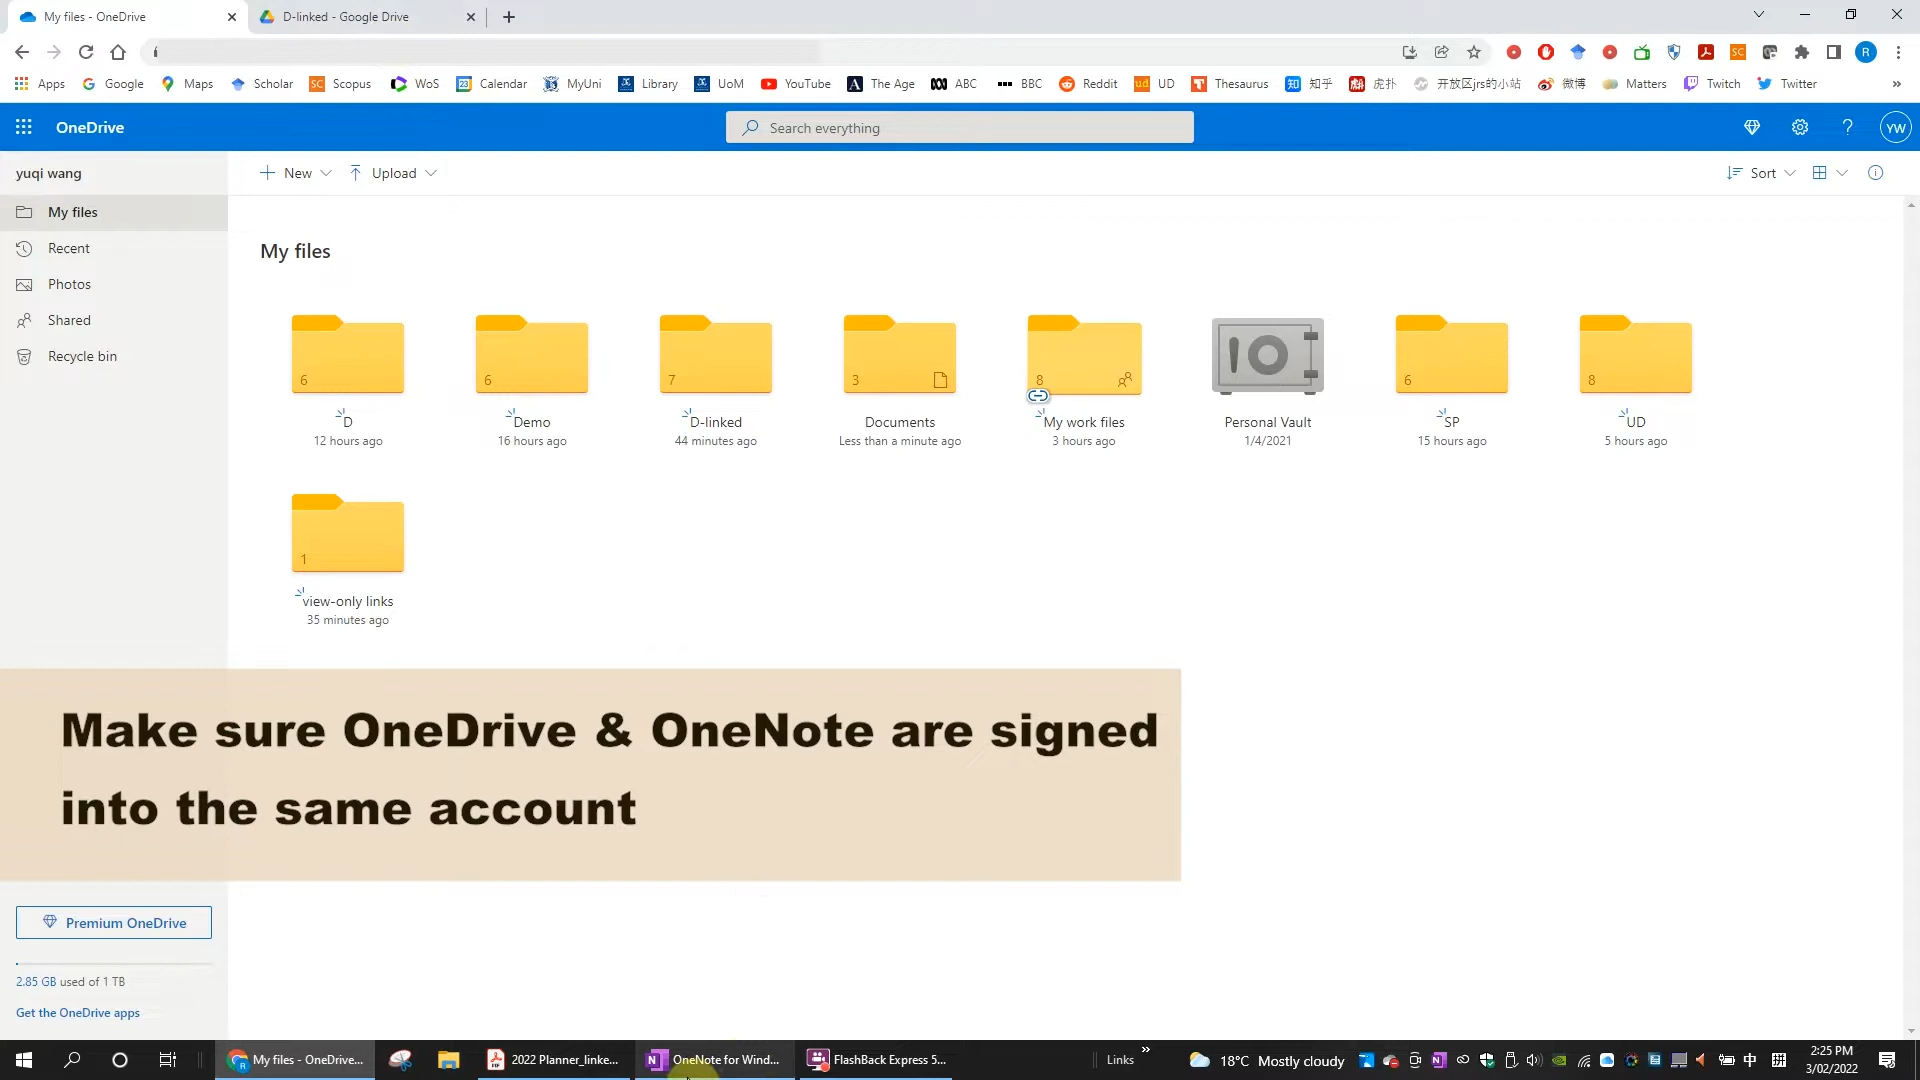 My files - OneDrive
D-linked - Google Drive
Apps Google Maps Scholar Scopus WoS Calendar MyUni Library UoM YouTube The Age ABC BBC Reddit UD Thesaurus 知乎 虎扑 开放区jrs的小站 微博 Matters Twitch Twitter
OneDrive
Search everything
YW
yuqi wang
New
Upload
Sort
My files
Recent
Photos
Shared
Recycle bin
My files
6
D
12 hours ago
6
Demo
16 hours ago
7
D-linked
44 minutes ago
3
Documents
Less than a minute ago
8
My work files
3 hours ago
Personal Vault
1/4/2021
6
SP
15 hours ago
8
UD
5 hours ago
1
view-only links
35 minutes ago
Make sure OneDrive & OneNote are signed
into the same account
Premium OneDrive
2.85 GB used of 1 TB
Get the OneDrive apps
My files - OneDrive...
2022 Planner_linke...
OneNote for Wind...
FlashBack Express 5...
Links
18°C Mostly cloudy
中
拼
2:25 PM
3/02/2022